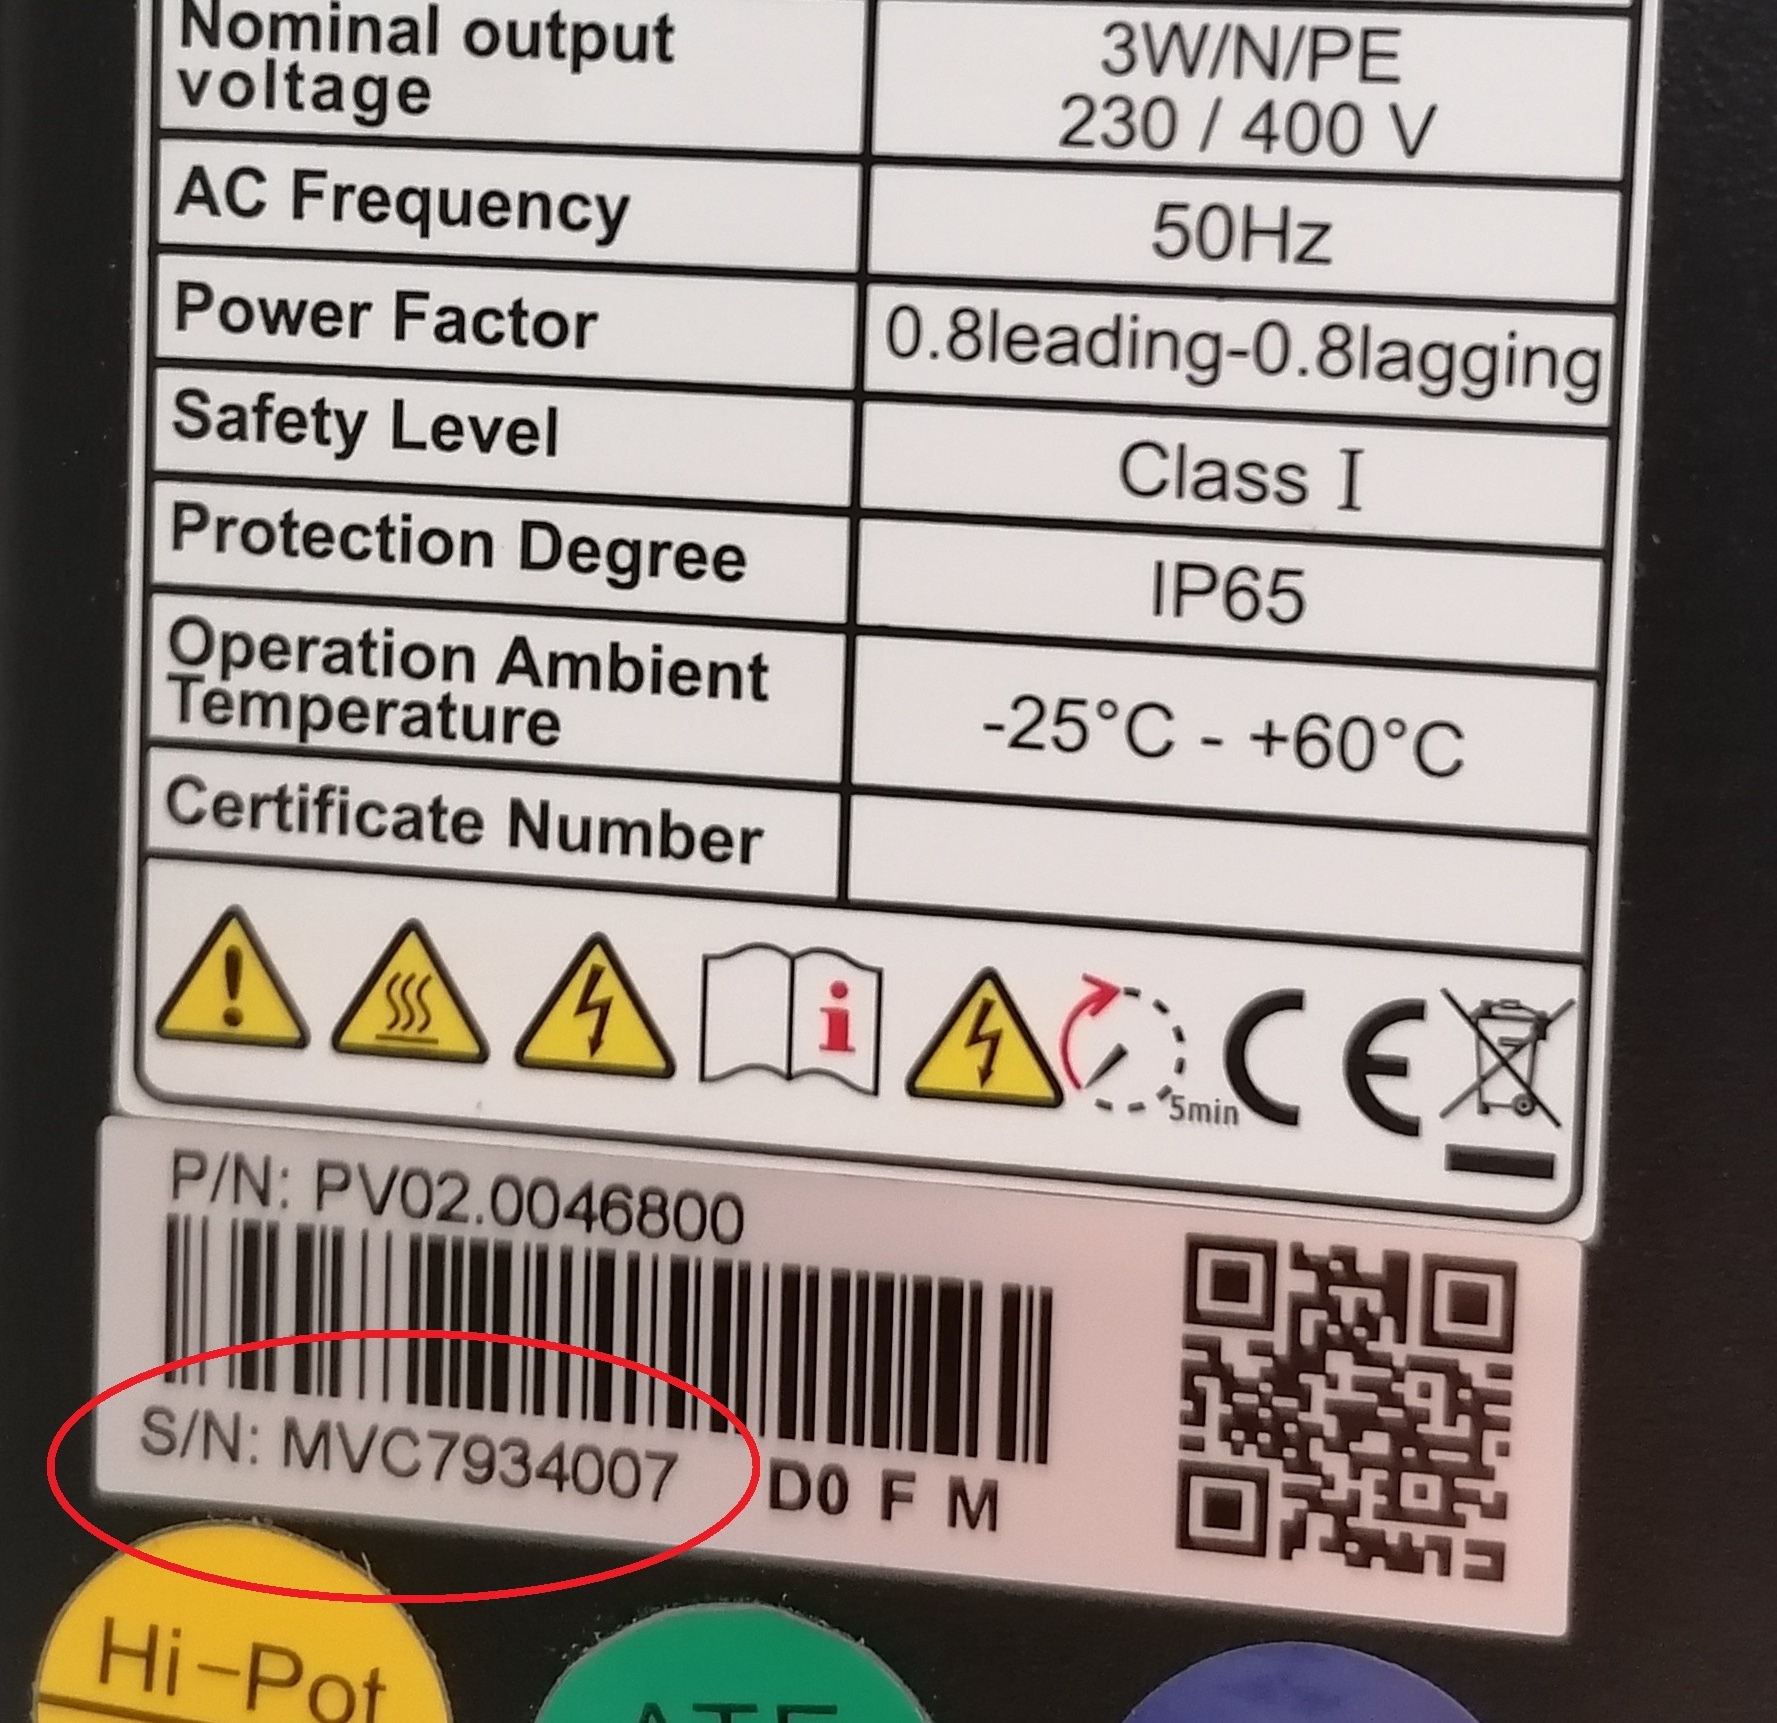 Nominal output
voltage
3W/N/PE
230 / 400 V
AC Frequency
50Hz
Power Factor
0.8leading-0.8lagging
Safety Level
Class I
Protection Degree
IP65
Operation Ambient
Temperature
-25°C - +60°C
Certificate Number
5min
CE
P/N: PV02.0046800
S/N: MVC7934007
D0 F M
Hi-Pot
ATE